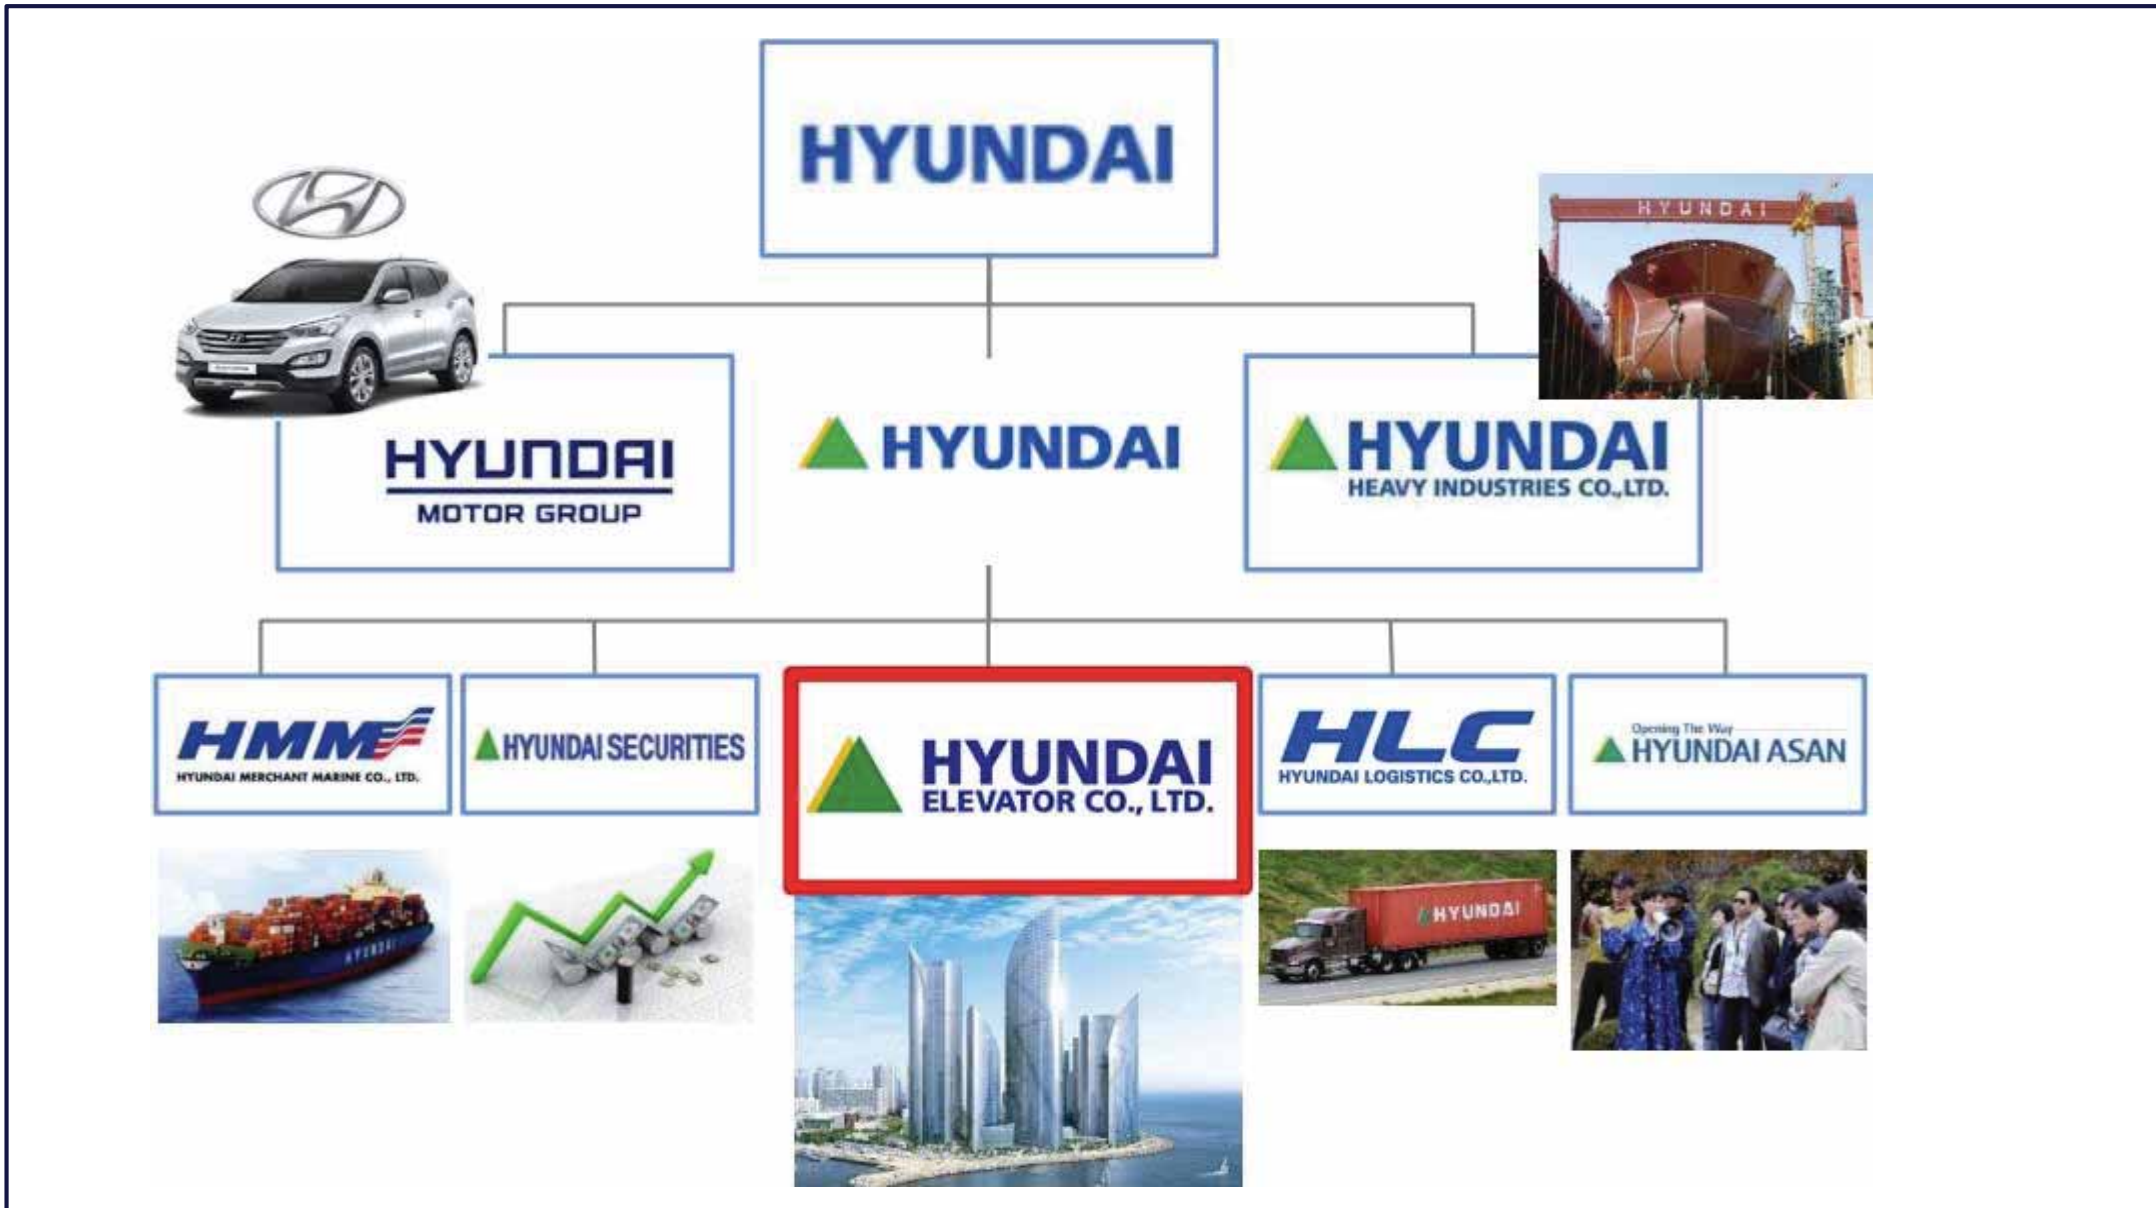 HYUNDAI
HYUNDAI
HYUNDAI
MOTOR GROUP
HYUNDAI
HYUNDAI
HEAVY INDUSTRIES CO.,LTD.
HMM
HYUNDAI MERCHANT MARINE CO., LTD.
HYUNDAI SECURITIES
HYUNDAI
ELEVATOR CO., LTD.
HLC
HYUNDAI LOGISTICS CO.,LTD.
Opening The Way
HYUNDAI ASAN
HYUNDAI
HYUNDAI